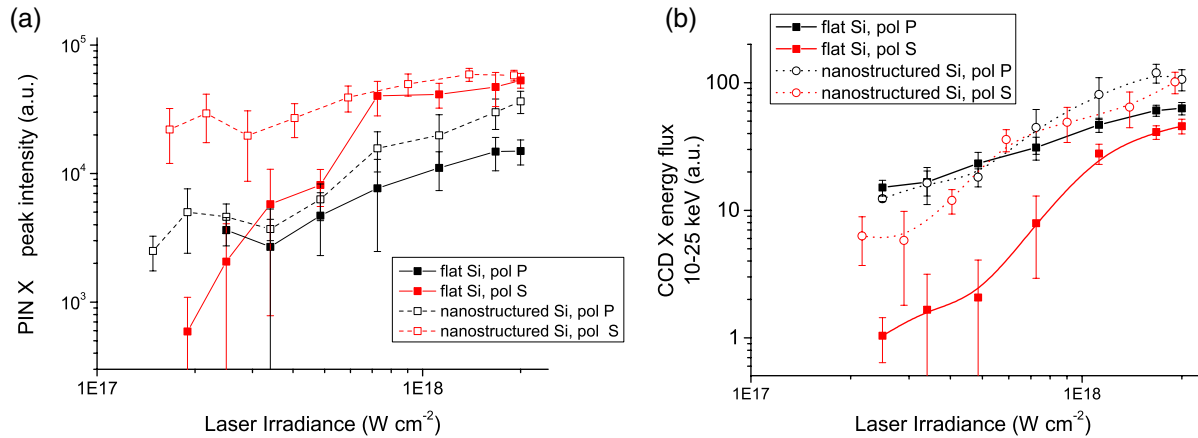 (a)
PIN X peak intensity (a.u.)
10^5
10^4
10^3
flat Si, pol P
flat Si, pol S
nanostructured Si, pol P
nanostructured Si, pol S
1E17
1E18
Laser Irradiance (W cm^-2)
(b)
CCD X energy flux
10-25 keV (a.u.)
flat Si, pol P
flat Si, pol S
nanostructured Si, pol P
nanostructured Si, pol S
100
10
1
1E17
1E18
Laser Irradiance (W cm^-2)